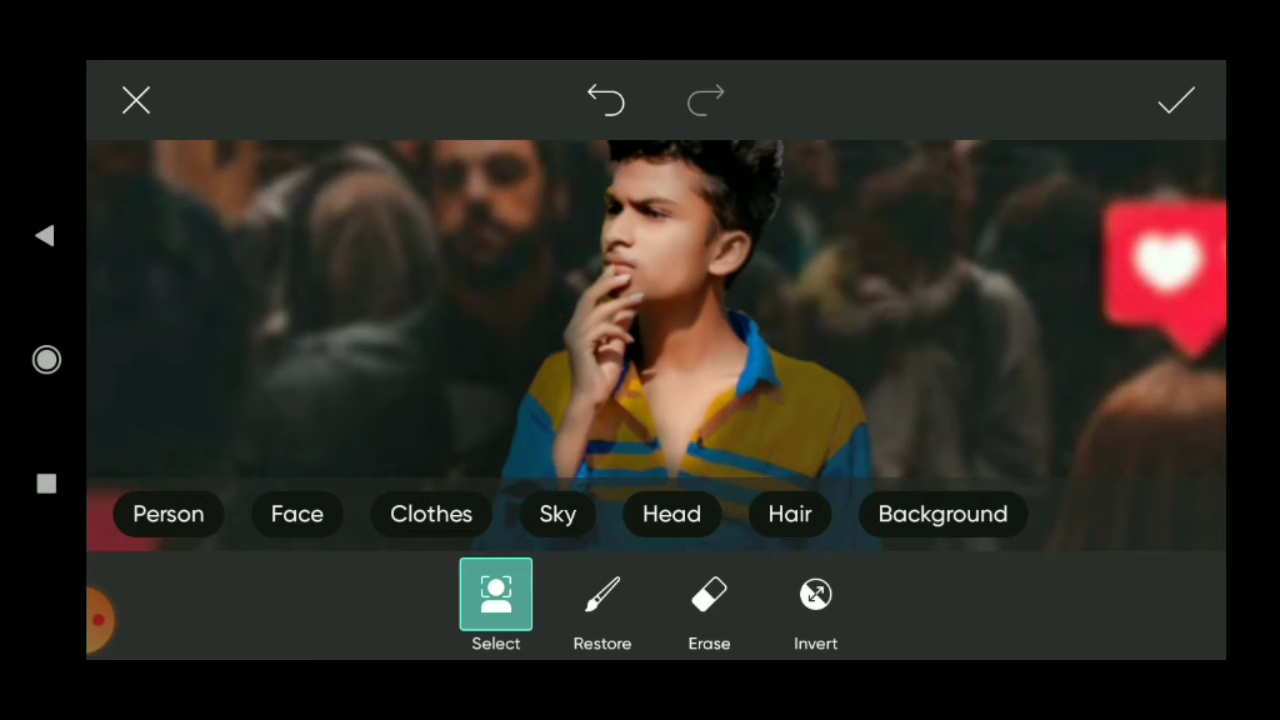 Person Face Clothes Sky Head Hair Background
Select Restore Erase Invert